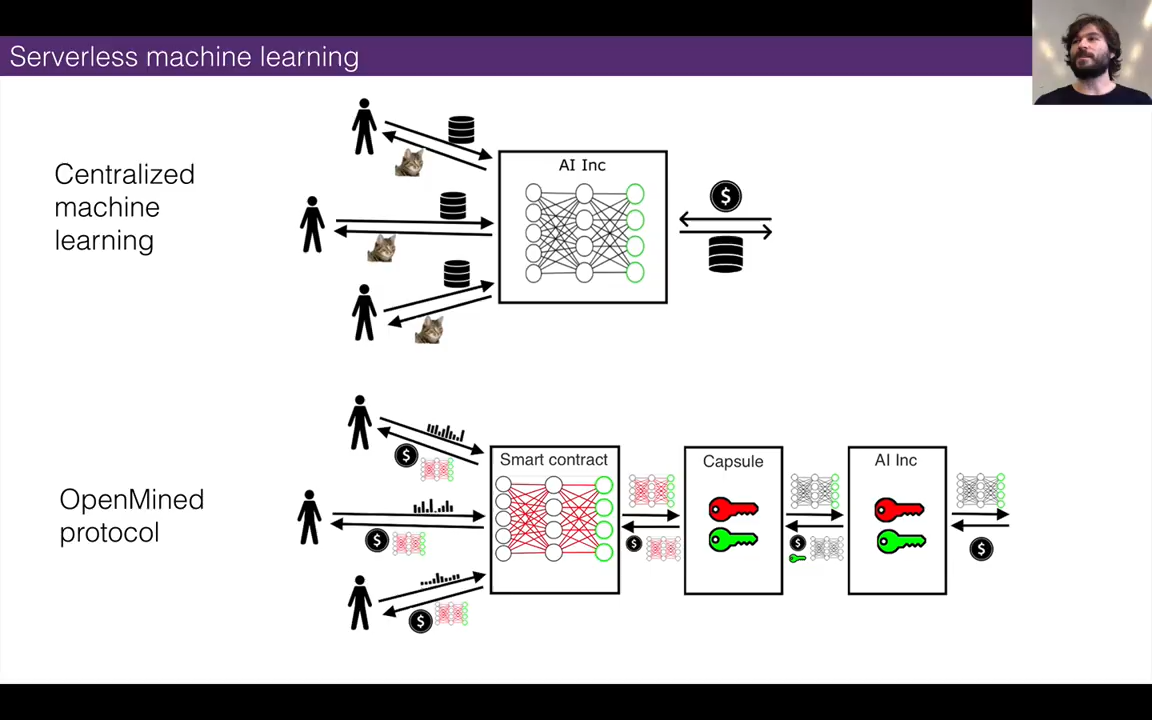 Serverless machine learning
Centralized
machine
learning
AI Inc
$
OpenMined
protocol
Smart contract
Capsule
AI Inc
$
$
$
$
$
$